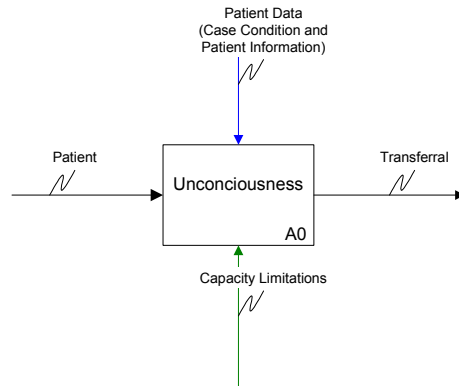 Patient Data
(Case Condition and
Patient Information)
Patient
Unconciousness
Transferral
A0
Capacity Limitations